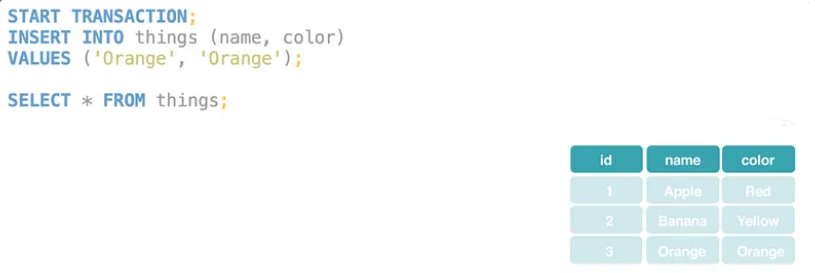 START TRANSACTION;
INSERT INTO things (name, color)
VALUES ('Orange', 'Orange');
SELECT * FROM things;
id name color
1 Apple Red
2 Banana Yellow
3 Orange Orange